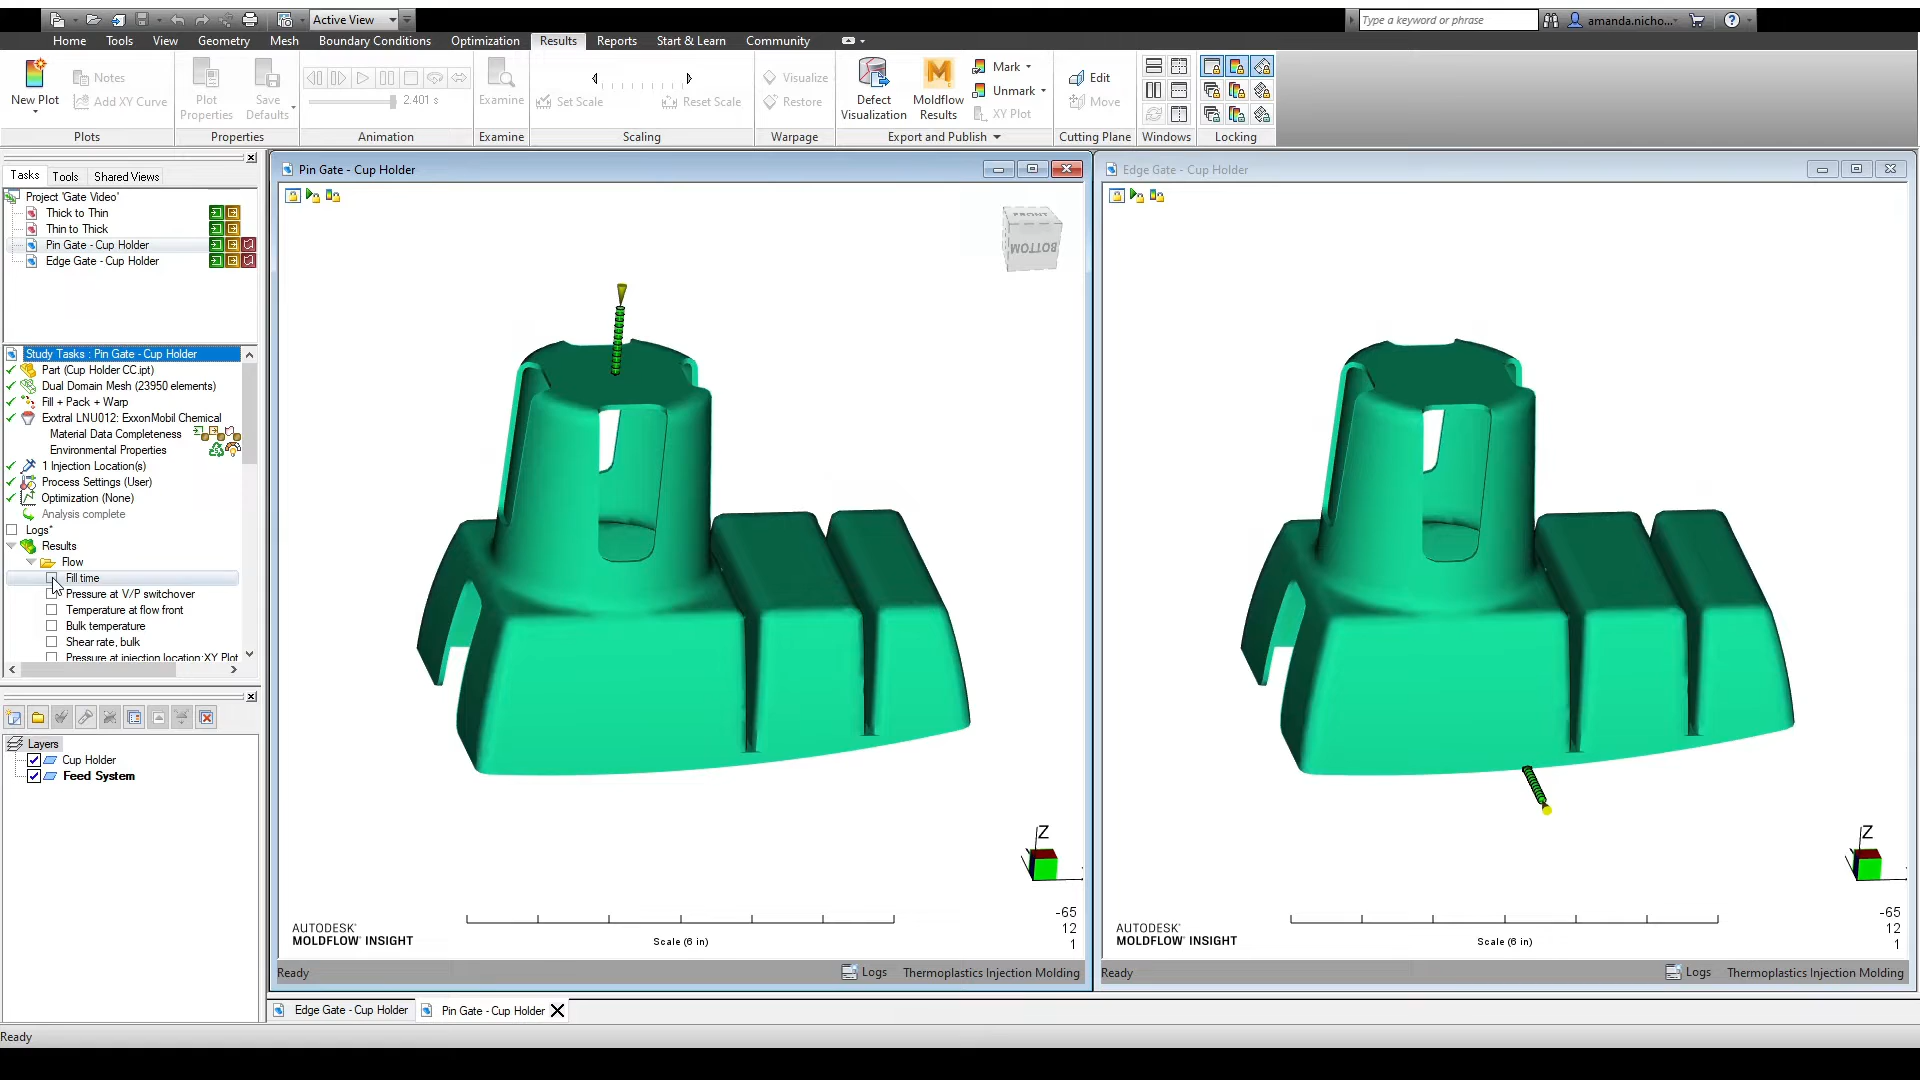 Active View
Type a keyword or phrase
amanda.nicho...
Home Tools View Geometry Mesh Boundary Conditions Optimization Results Reports Start & Learn Community
New Plot
Notes
Add XY Curve
Plots
Plot Properties
Save Defaults
Properties
2.401 s
Animation
Examine
Examine
Set Scale
Reset Scale
Scaling
Visualize
Restore
Warpage
Defect Visualization
Moldflow Results
Mark
Unmark
XY Plot
Export and Publish
Edit
Move
Cutting Plane
Windows
Locking
Tasks Tools Shared Views
Project 'Gate Video'
Thick to Thin
Thin to Thick
Pin Gate - Cup Holder
Edge Gate - Cup Holder
Study Tasks : Pin Gate - Cup Holder
Part (Cup Holder CC.ipt)
Dual Domain Mesh (23950 elements)
Fill + Pack + Warp
Exxtral LNU012: ExxonMobil Chemical
Material Data Completeness
Environmental Properties
1 Injection Location(s)
Process Settings (User)
Optimization (None)
Analysis complete
Logs*
Results
Flow
Fill time
Pressure at V/P switchover
Temperature at flow front
Bulk temperature
Shear rate, bulk
Pressure at injection location:XY Plot
Layers
Cup Holder
Feed System
Pin Gate - Cup Holder
FRONT
BOTTOM
Z
-65
12
1
AUTODESK®
MOLDFLOW® INSIGHT
Scale (6 in)
Ready
Logs
Thermoplastics Injection Molding
Edge Gate - Cup Holder
Z
-65
12
1
AUTODESK®
MOLDFLOW® INSIGHT
Scale (6 in)
Ready
Logs
Thermoplastics Injection Molding
Edge Gate - Cup Holder
Pin Gate - Cup Holder
Ready